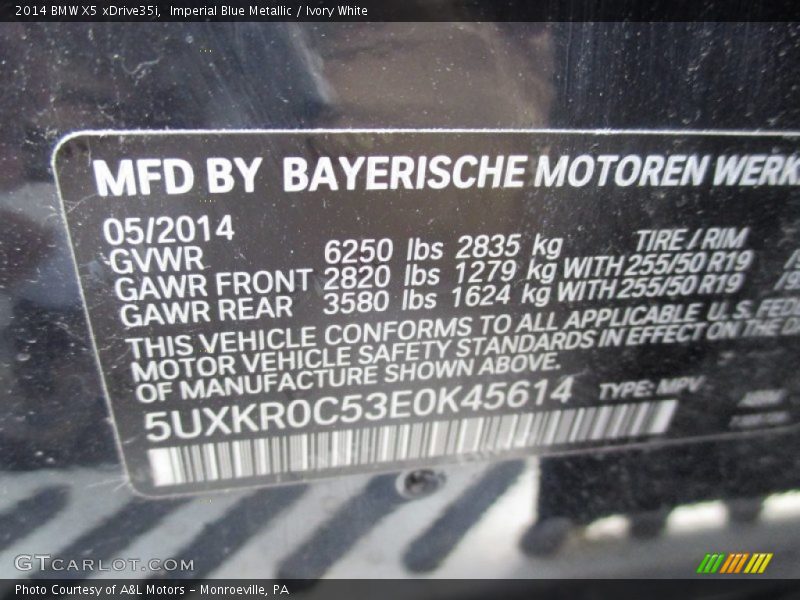 2014 BMW X5 xDrive35i,  Imperial Blue Metallic / Ivory White
MFD BY BAYERISCHE MOTOREN WERK
05/2014
TIRE / RIM
GVWR 6250 lbs 2835 kg
GAWR FRONT 2820 lbs 1279 kg WITH 255/50 R19
GAWR REAR 3580 lbs 1624 kg WITH 255/50 R19
THIS VEHICLE CONFORMS TO ALL APPLICABLE U.S. FED
MOTOR VEHICLE SAFETY STANDARDS IN EFFECT ON THE D
OF MANUFACTURE SHOWN ABOVE.
5UXKR0C53E0K45614 TYPE: MPV
GTCARLOT.COM
Photo Courtesy of A&L Motors - Monroeville, PA